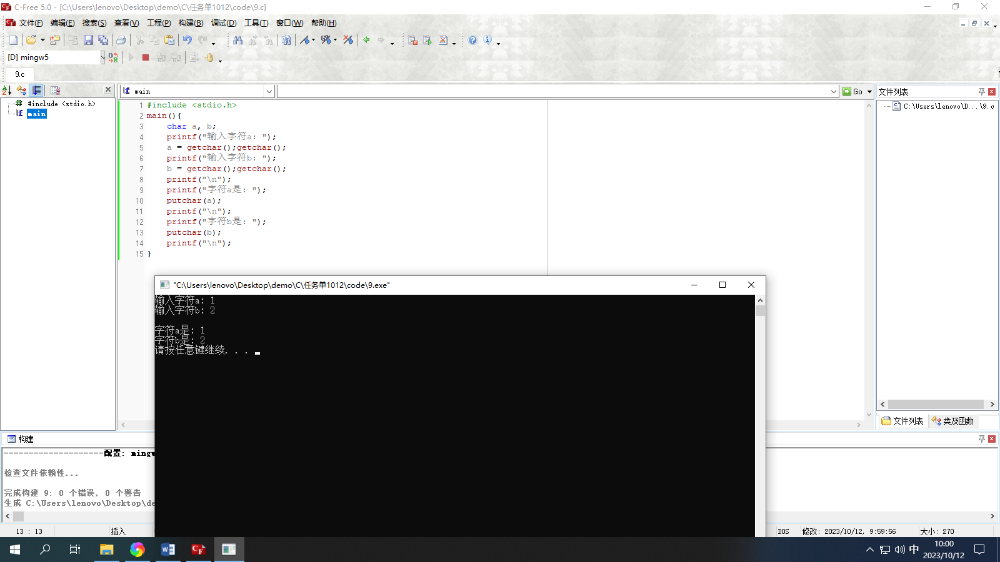 C-Free 5.0 - [C:\Users\lenovo\Desktop\demo\C\任务单1012\code\9.c]
文件(F) 编辑(E) 搜索(S) 查看(V) 工程(P) 构建(B) 调试(D) 工具(T) 窗口(W) 帮助(H)
[D] mingw5
9.c
main
Go
文件列表
#include <stdio.h>
main
C:\Users\lenovo\D...\9.c
1 #include <stdio.h>
2 main(){
3 char a, b;
4 printf("输入字符a: ");
5 a = getchar();getchar();
6 printf("输入字符b: ");
7 b = getchar();getchar();
8 printf("\n");
9 printf("字符a是: ");
10 putchar(a);
11 printf("\n");
12 printf("字符b是: ");
13 putchar(b);
14 printf("\n");
15 }
"C:\Users\lenovo\Desktop\demo\C\任务单1012\code\9.exe"
输入字符a: 1
输入字符b: 2
字符a是: 1
字符b是: 2
请按任意键继续. . .
文件列表 类及函数
构建
--------------------配置: mingw
检查文件依赖性...
完成构建 9: 0 个错误, 0 个警告
生成 C:\Users\lenovo\Desktop\de
13 : 13 插入 DOS 修改: 2023/10/12, 9:59:56 大小: 270
中 10:00
2023/10/12